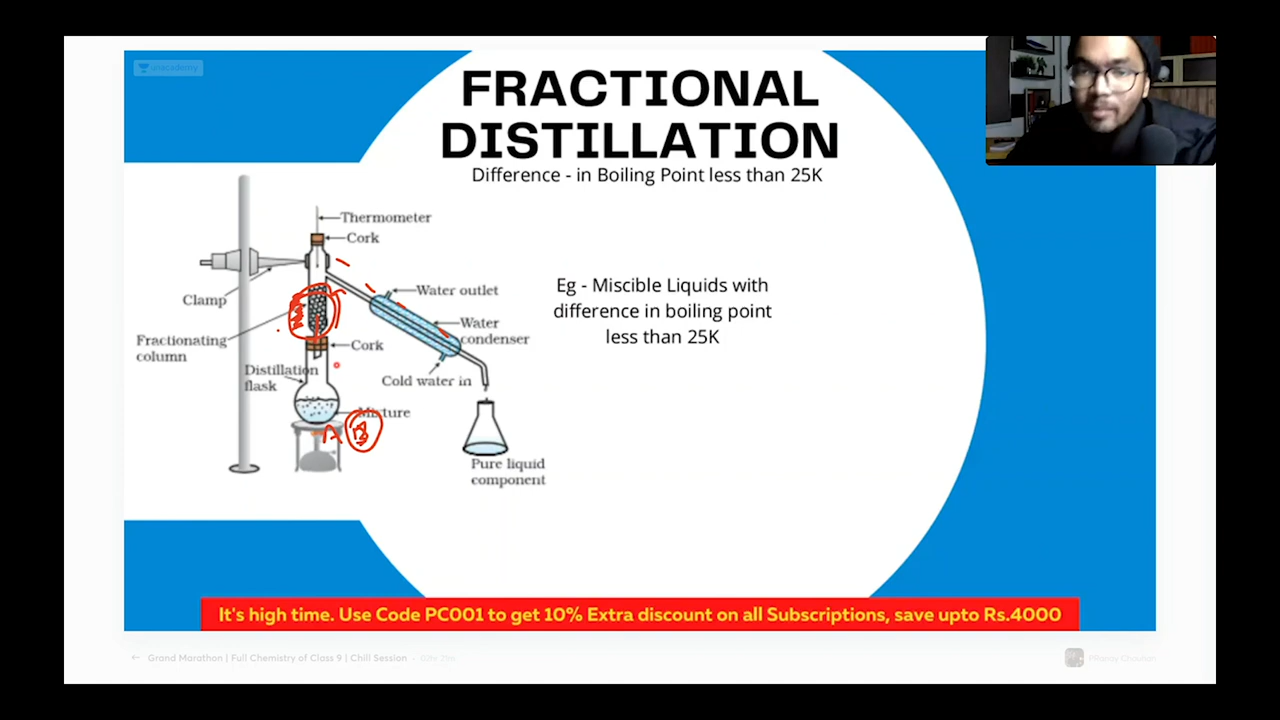 unacademy
FRACTIONAL
DISTILLATION
Difference - in Boiling Point less than 25K
Thermometer
Cork
Clamp
Water outlet
Water
condenser
Fractionating
column
Cork
Distillation
flask
Cold water in
Mixture
A B
Pure liquid
component
Eg - Miscible Liquids with
difference in boiling point
less than 25K
It's high time. Use Code PC001 to get 10% Extra discount on all Subscriptions, save upto Rs.4000
Grand Marathon | Full Chemistry of Class 9 | Chill Session